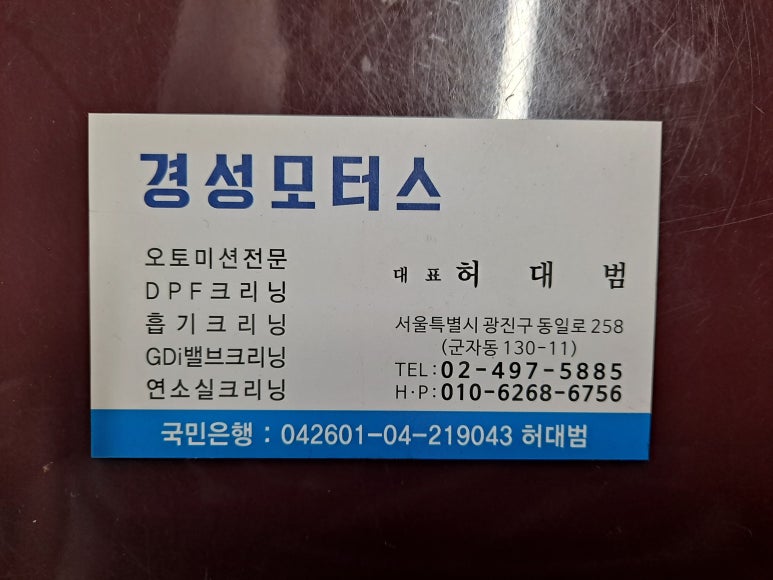 경성모터스
오토미션전문
DPF크리닝
흡기크리닝
GDi밸브크리닝
연소실크리닝
대표 허 대 범
서울특별시 광진구 동일로 258
(군자동 130-11)
TEL:02-497-5885
H·P:010-6268-6756
국민은행 : 042601-04-219043 허대범